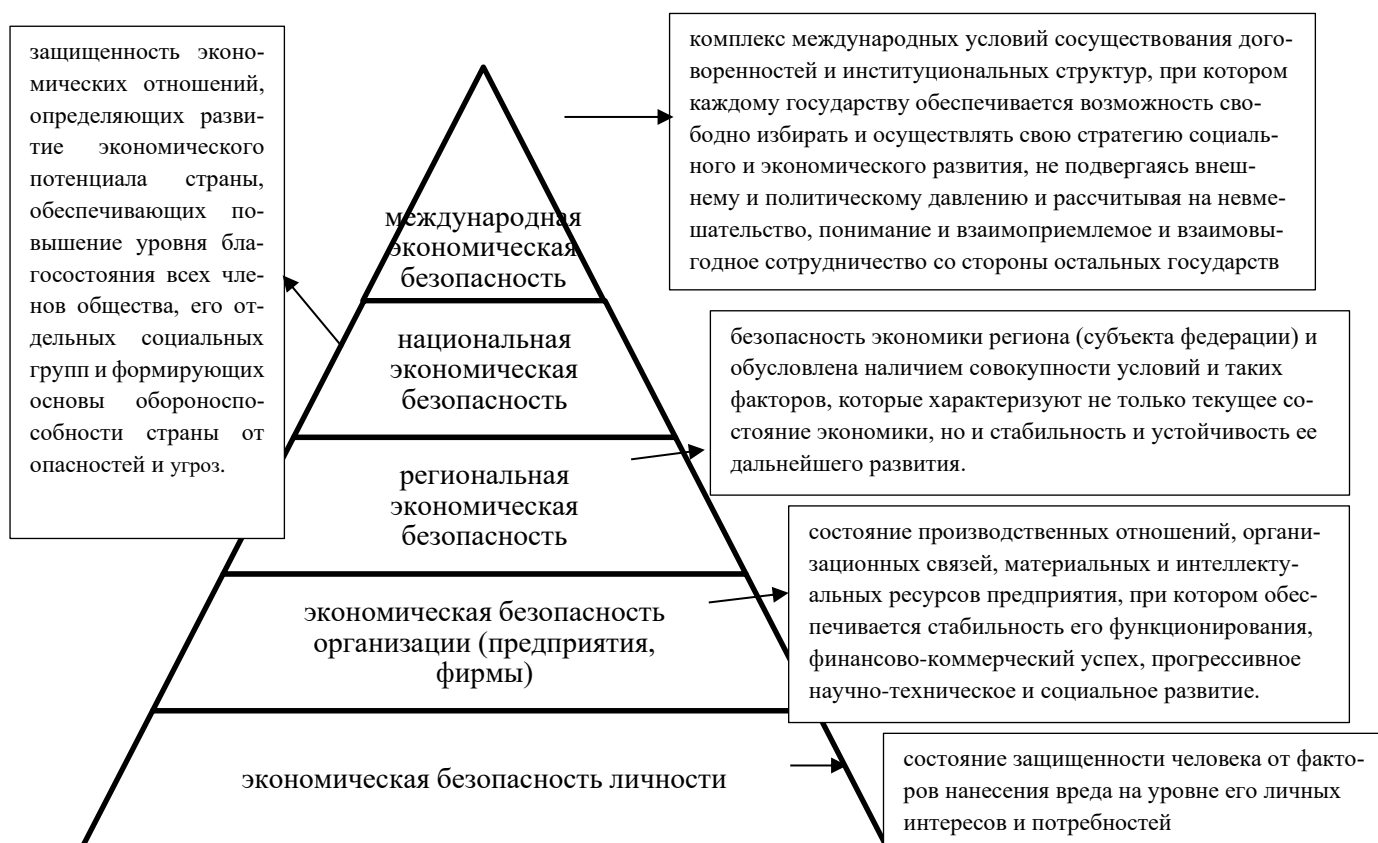 защищенность эконо-
мических отношений,
определяющих разви-
тие экономического
потенциала страны,
обеспечивающих по-
вышение уровня бла-
госостояния всех чле-
нов общества, его от-
дельных социальных
групп и формирующих
основы обороноспо-
собности страны от
опасностей и угроз.
комплекс международных условий сосуществования дого-
воренностей и институциональных структур, при котором
каждому государству обеспечивается возможность сво-
бодно избирать и осуществлять свою стратегию социаль-
ного и экономического развития, не подвергаясь внеш-
нему и политическому давлению и рассчитывая на невме-
шательство, понимание и взаимоприемлемое и взаимовы-
годное сотрудничество со стороны остальных государств
международная
экономическая
безопасность
национальная
экономическая
безопасность
безопасность экономики региона (субъекта федерации) и
обусловлена наличием совокупности условий и таких
факторов, которые характеризуют не только текущее со-
стояние экономики, но и стабильность и устойчивость ее
дальнейшего развития.
региональная
экономическая
безопасность
состояние производственных отношений, органи-
зационных связей, материальных и интеллекту-
альных ресурсов предприятия, при котором обес-
печивается стабильность его функционирования,
финансово-коммерческий успех, прогрессивное
научно-техническое и социальное развитие.
экономическая безопасность
организации (предприятия,
фирмы)
экономическая безопасность личности
состояние защищенности человека от факто-
ров нанесения вреда на уровне его личных
интересов и потребностей